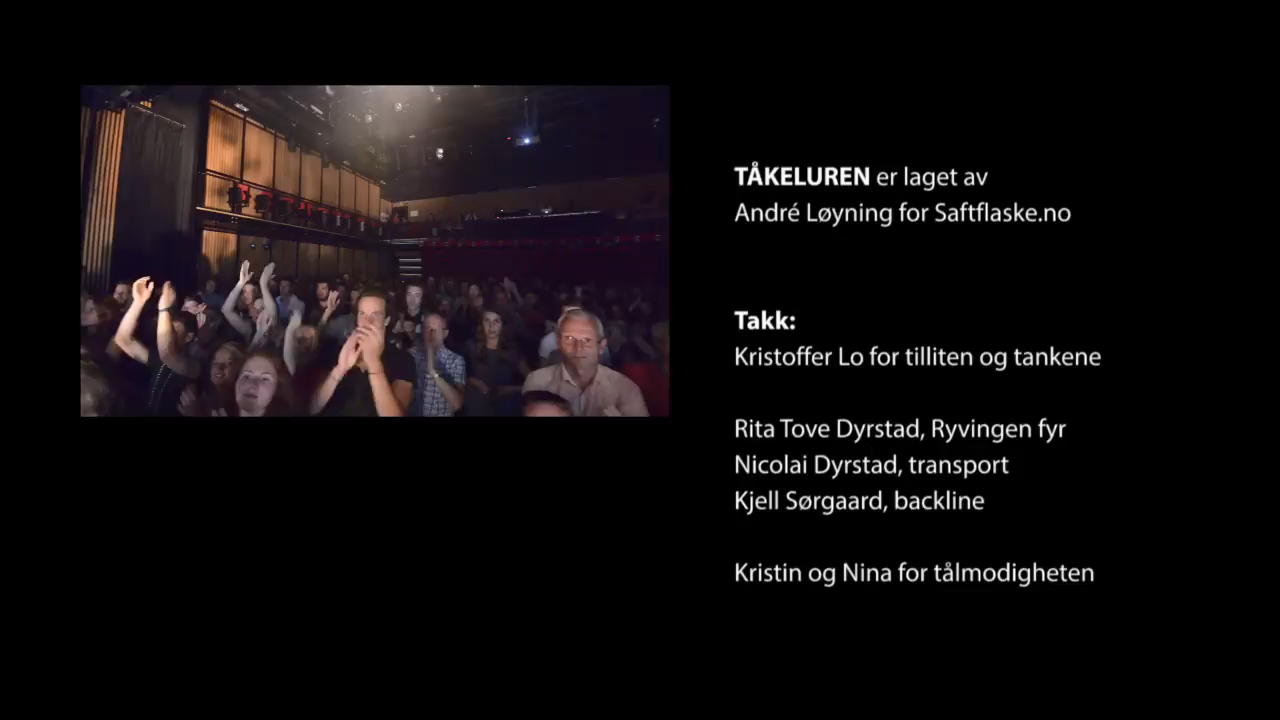 TÅKELUREN er laget av
André Løyning for Saftflaske.no
Takk:
Kristoffer Lo for tilliten og tankene
Rita Tove Dyrstad, Ryvingen fyr
Nicolai Dyrstad, transport
Kjell Sørgaard, backline
Kristin og Nina for tålmodigheten